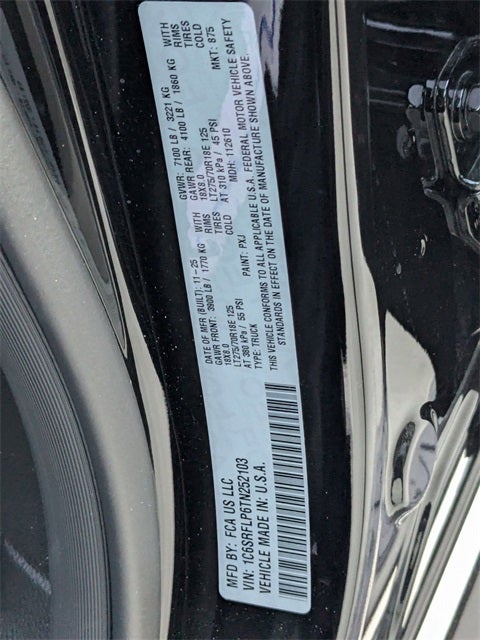 MFD BY: FCA US LLC
VIN: 1C6SRFLP6TN252103
VEHICLE MADE IN: U.S.A.
DATE OF MFR (BUILT): 11-25
GAWR FRONT: 3900 LB / 1770 KG WITH
18X8.0 RIMS
LT275/70R18E 125 TIRES
AT 380 kPa / 55 PSI COLD
TYPE: TRUCK PAINT: PXJ
GVWR: 7100 LB / 3221 KG
GAWR REAR: 4100 LB / 1860 KG WITH
18X8.0 RIMS
LT275/70R18E 125 TIRES
AT 310 kPa / 45 PSI COLD
MDH: 112610 MKT: 875
THIS VEHICLE CONFORMS TO ALL APPLICABLE U.S.A. FEDERAL MOTOR VEHICLE SAFETY
STANDARDS IN EFFECT ON THE DATE OF MANUFACTURE SHOWN ABOVE.